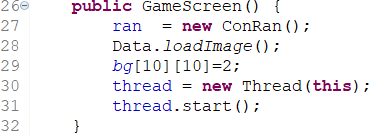 26 public GameScreen() {
27 ran  = new ConRan();
28 Data.loadImage();
29 bg[10][10]=2;
30 thread = new Thread(this);
31 thread.start();
32 }